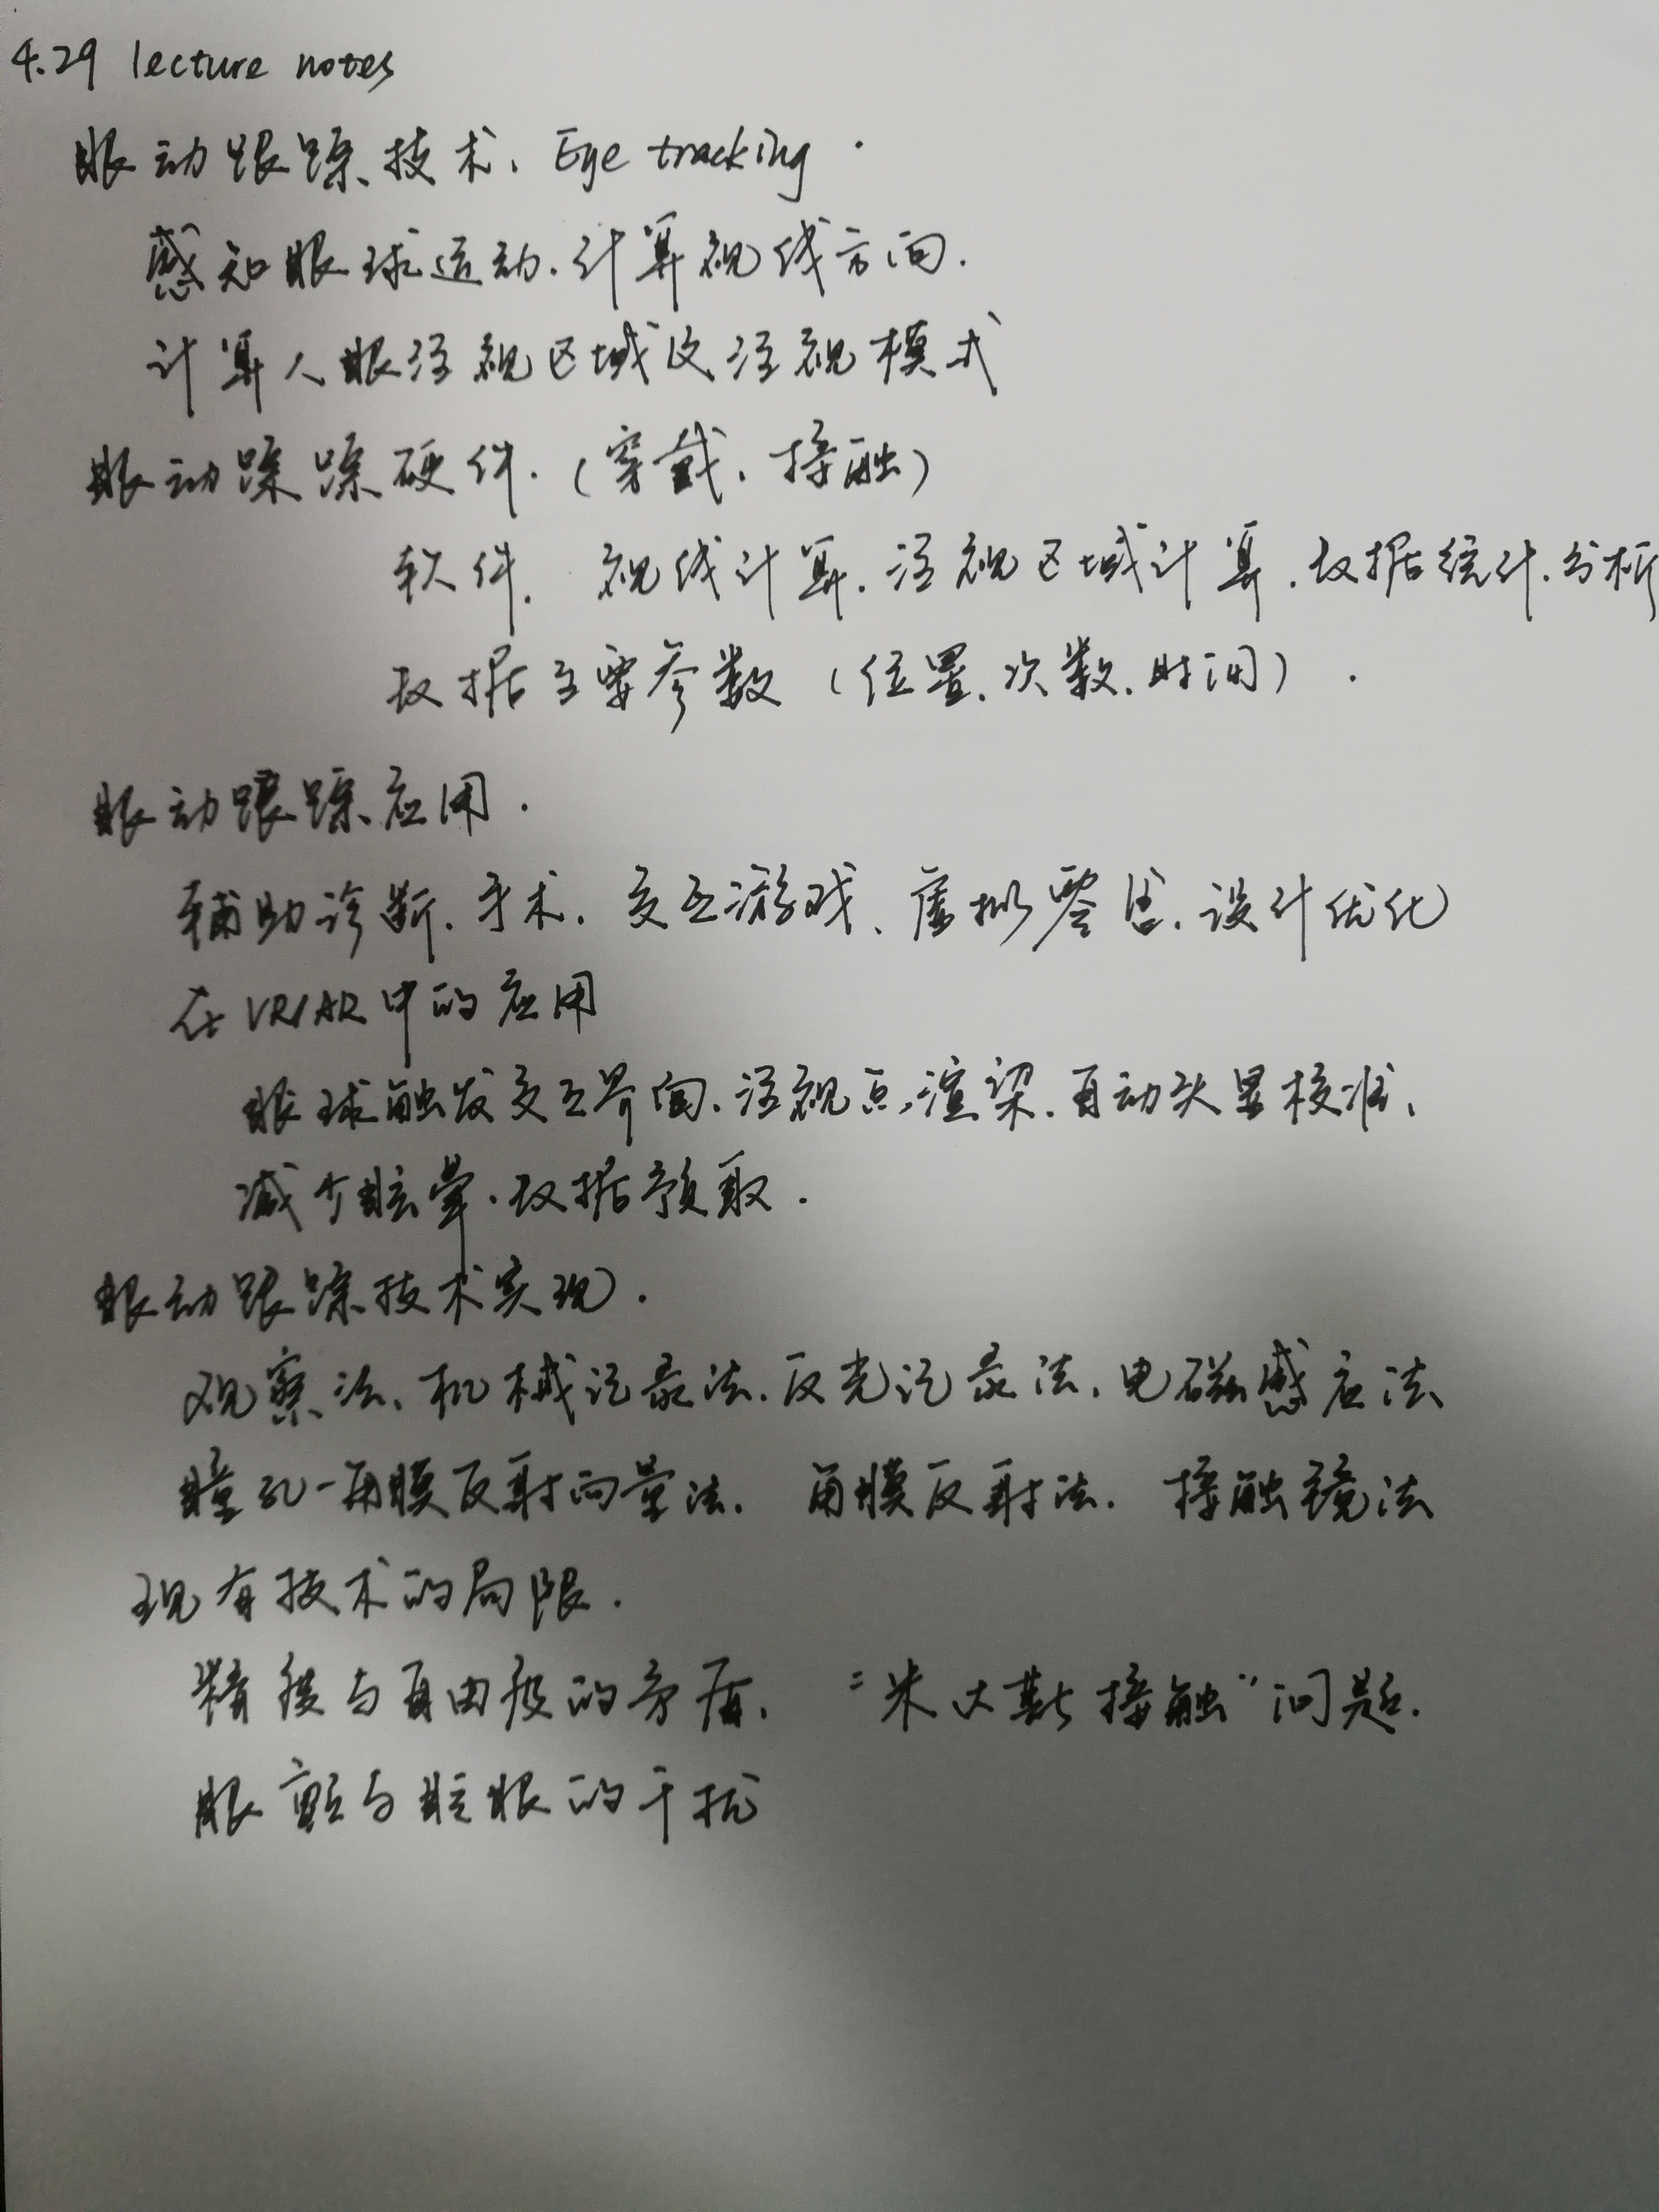 4.29 lecture notes
眼动跟踪技术. Eye tracking.
感知眼球运动.计算视线方向.
计算人眼注视区域及注视模式
眼动踪踪硬件.(穿戴、接触)
软件. 视线计算.注视区域计算.数据统计.分析
数据主要参数(位置.次数.时间).
眼动跟踪应用.
辅助诊断.手术.交互游戏、虚拟零售.设计优化
在VR/AR中的应用
眼球触发交互界面.注视点渲染.自动头显校准.
减少眩晕.数据预取.
眼动跟踪技术实现.
观察法、机械记录法.反光记录法.电磁感应法
瞳孔-角膜反射向量法. 角膜反射法. 接触镜法
现有技术的局限.
精度与自由度的矛盾. “米达斯接触”问题.
眼颤与眨眼的干扰